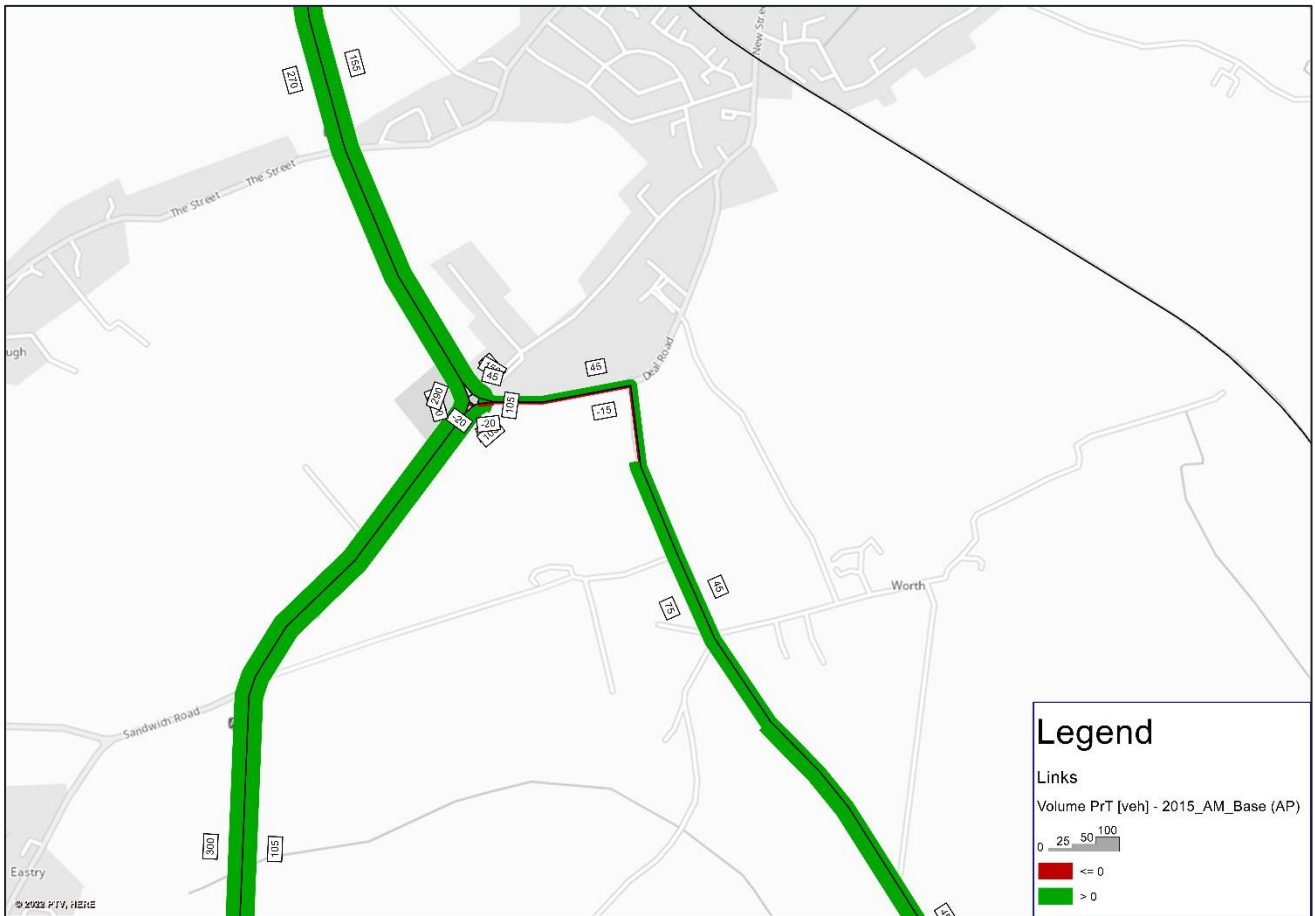 New Stree
155
270
The Street
The Street
ugh
45
45
290
0
-20
-20
105
-15
Deal Road
45
75
Worth
Sandwich Road
300
105
Eastry
Legend
Links
Volume PrT [veh] - 2015_AM_Base (AP)
0 25 50 100
<= 0
> 0
© 2022 PTV, HERE